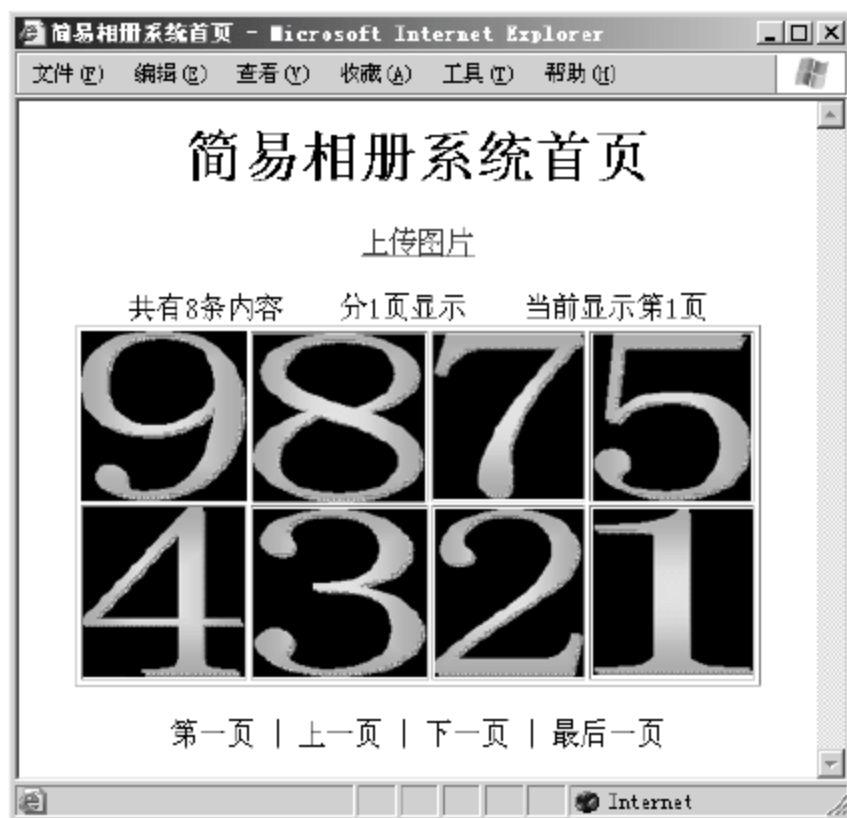 简易相册系统首页 - Microsoft Internet Explorer
文件(F) 编辑(E) 查看(V) 收藏(A) 工具(T) 帮助(H)
简易相册系统首页
上传图片
共有8条内容 分1页显示 当前显示第1页
9 8 7 5
4 3 2 1
第一页 | 上一页 | 下一页 | 最后一页
Internet